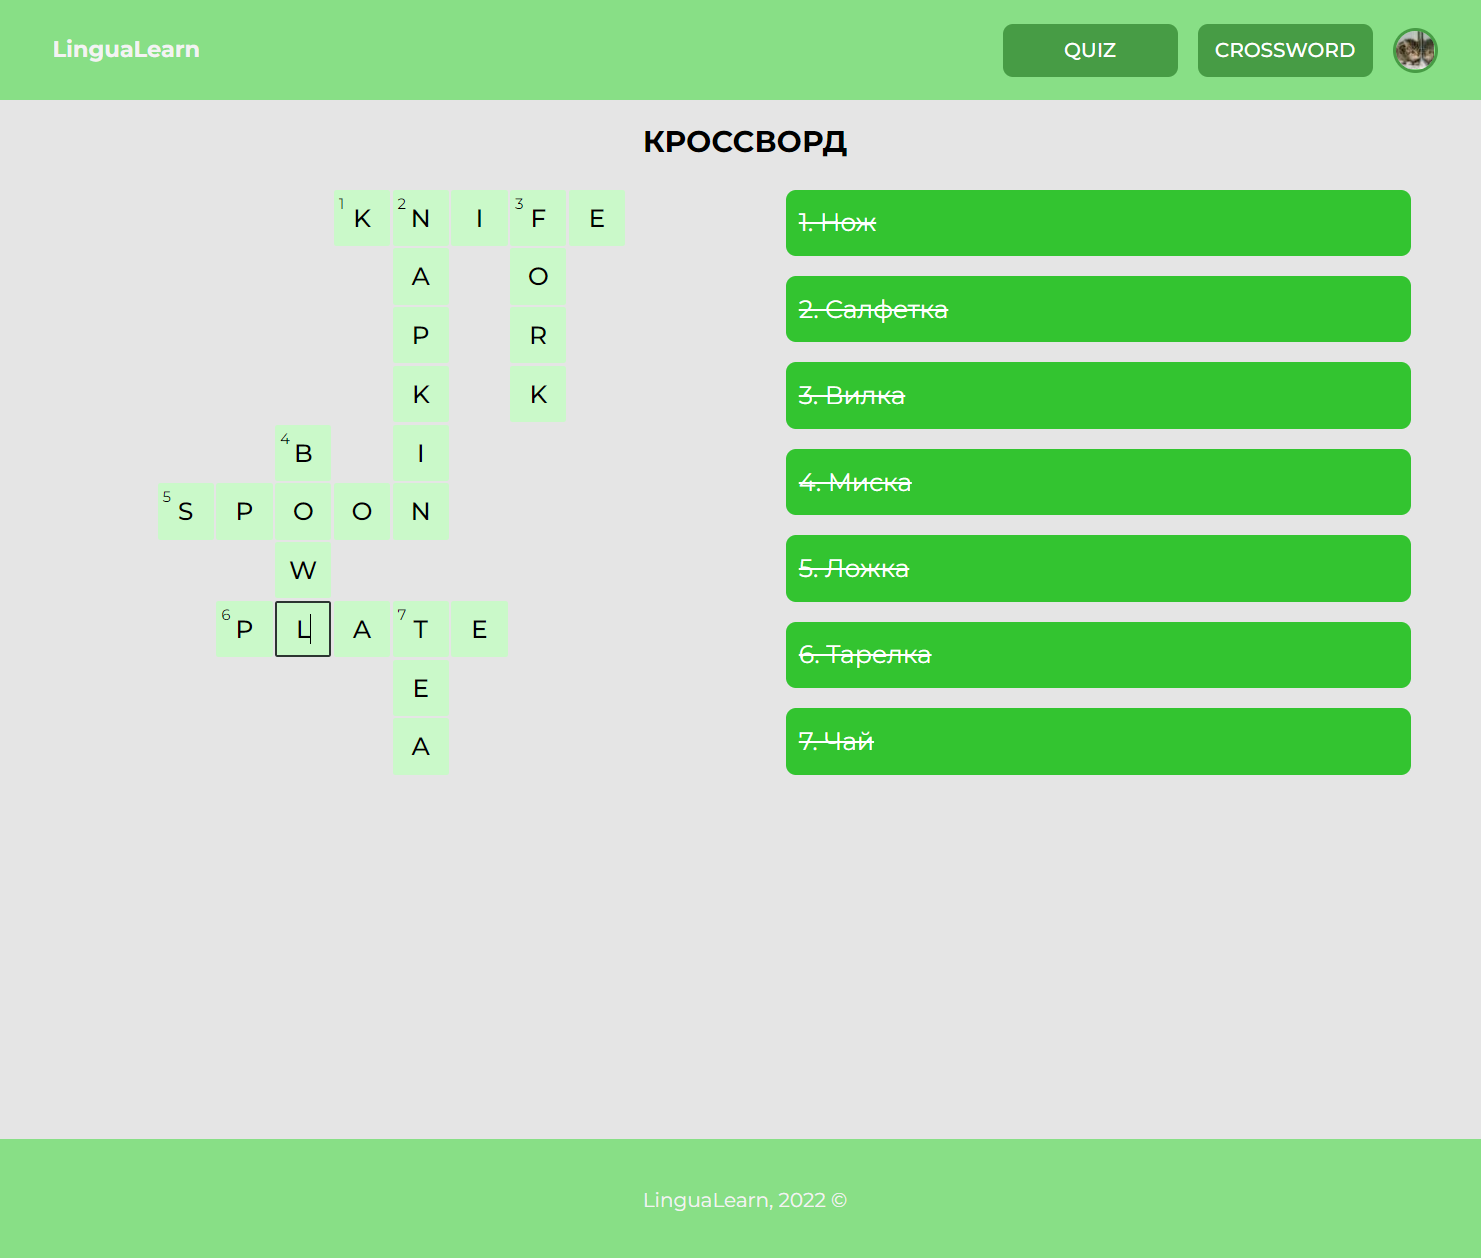 LinguaLearn
QUIZ
CROSSWORD
КРОССВОРД
1 K 2 N I 3 F E
A O
P R
K K
4 B I
5 S P O O N
W
6 P L A 7 T E
E
A
1. Нож
2. Салфетка
3. Вилка
4. Миска
5. Ложка
6. Тарелка
7. Чай
LinguaLearn, 2022 ©